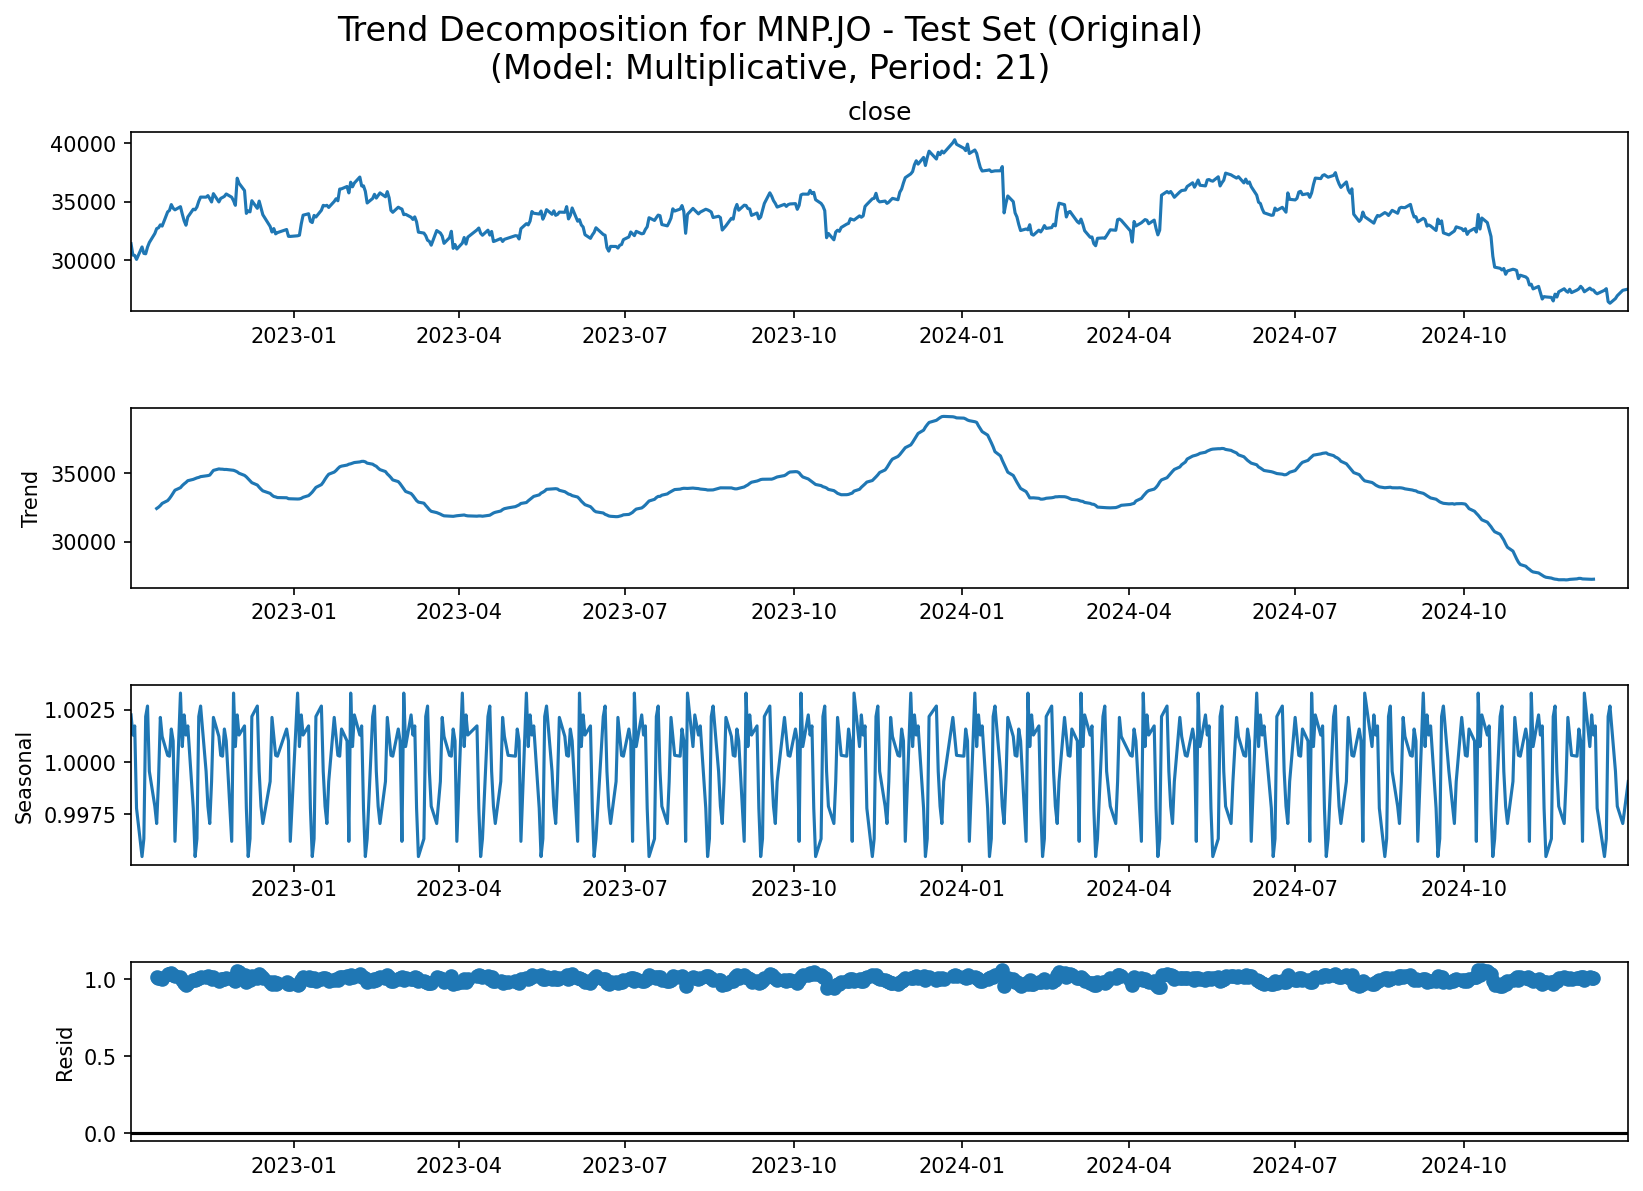 Trend Decomposition for MNP.JO - Test Set (Original)
(Model: Multiplicative, Period: 21)
close
40000
35000
30000
2023-01 2023-04 2023-07 2023-10 2024-01 2024-04 2024-07 2024-10
Trend
35000
30000
2023-01 2023-04 2023-07 2023-10 2024-01 2024-04 2024-07 2024-10
Seasonal
1.0025
1.0000
0.9975
2023-01 2023-04 2023-07 2023-10 2024-01 2024-04 2024-07 2024-10
Resid
1.0
0.5
0.0
2023-01 2023-04 2023-07 2023-10 2024-01 2024-04 2024-07 2024-10